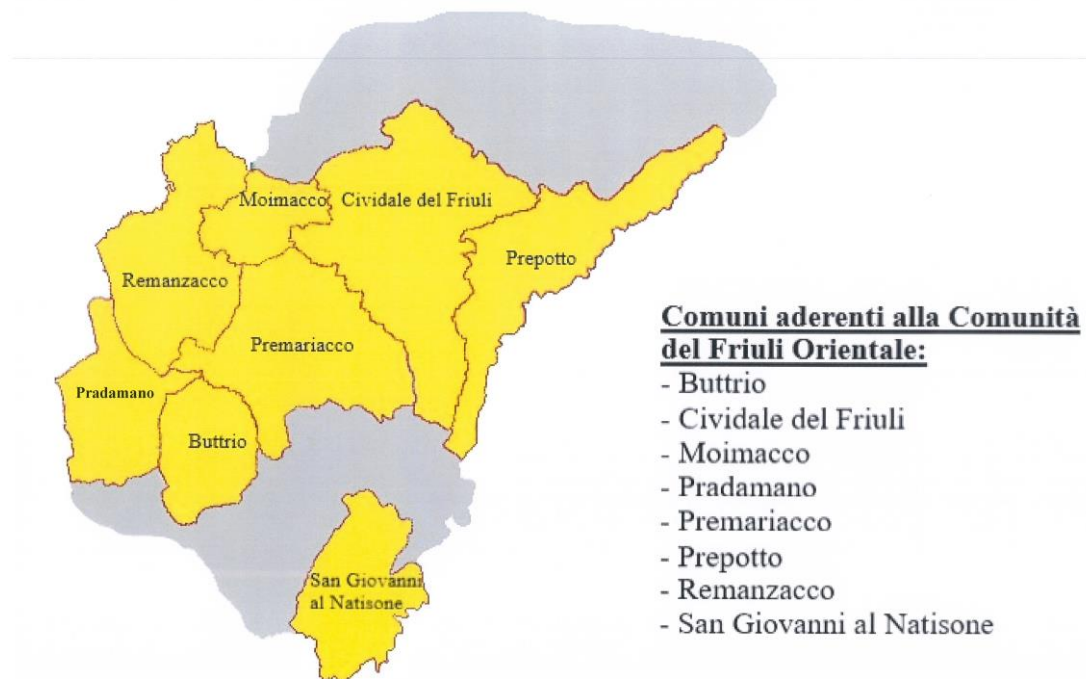 Moimacco
Cividale del Friuli
Prepotto
Remanzacco
Premariacco
Pradamano
Buttrio
San Giovanni
al Natisone
Comuni aderenti alla Comunità
del Friuli Orientale:
- Buttrio
- Cividale del Friuli
- Moimacco
- Pradamano
- Premariacco
- Prepotto
- Remanzacco
- San Giovanni al Natisone